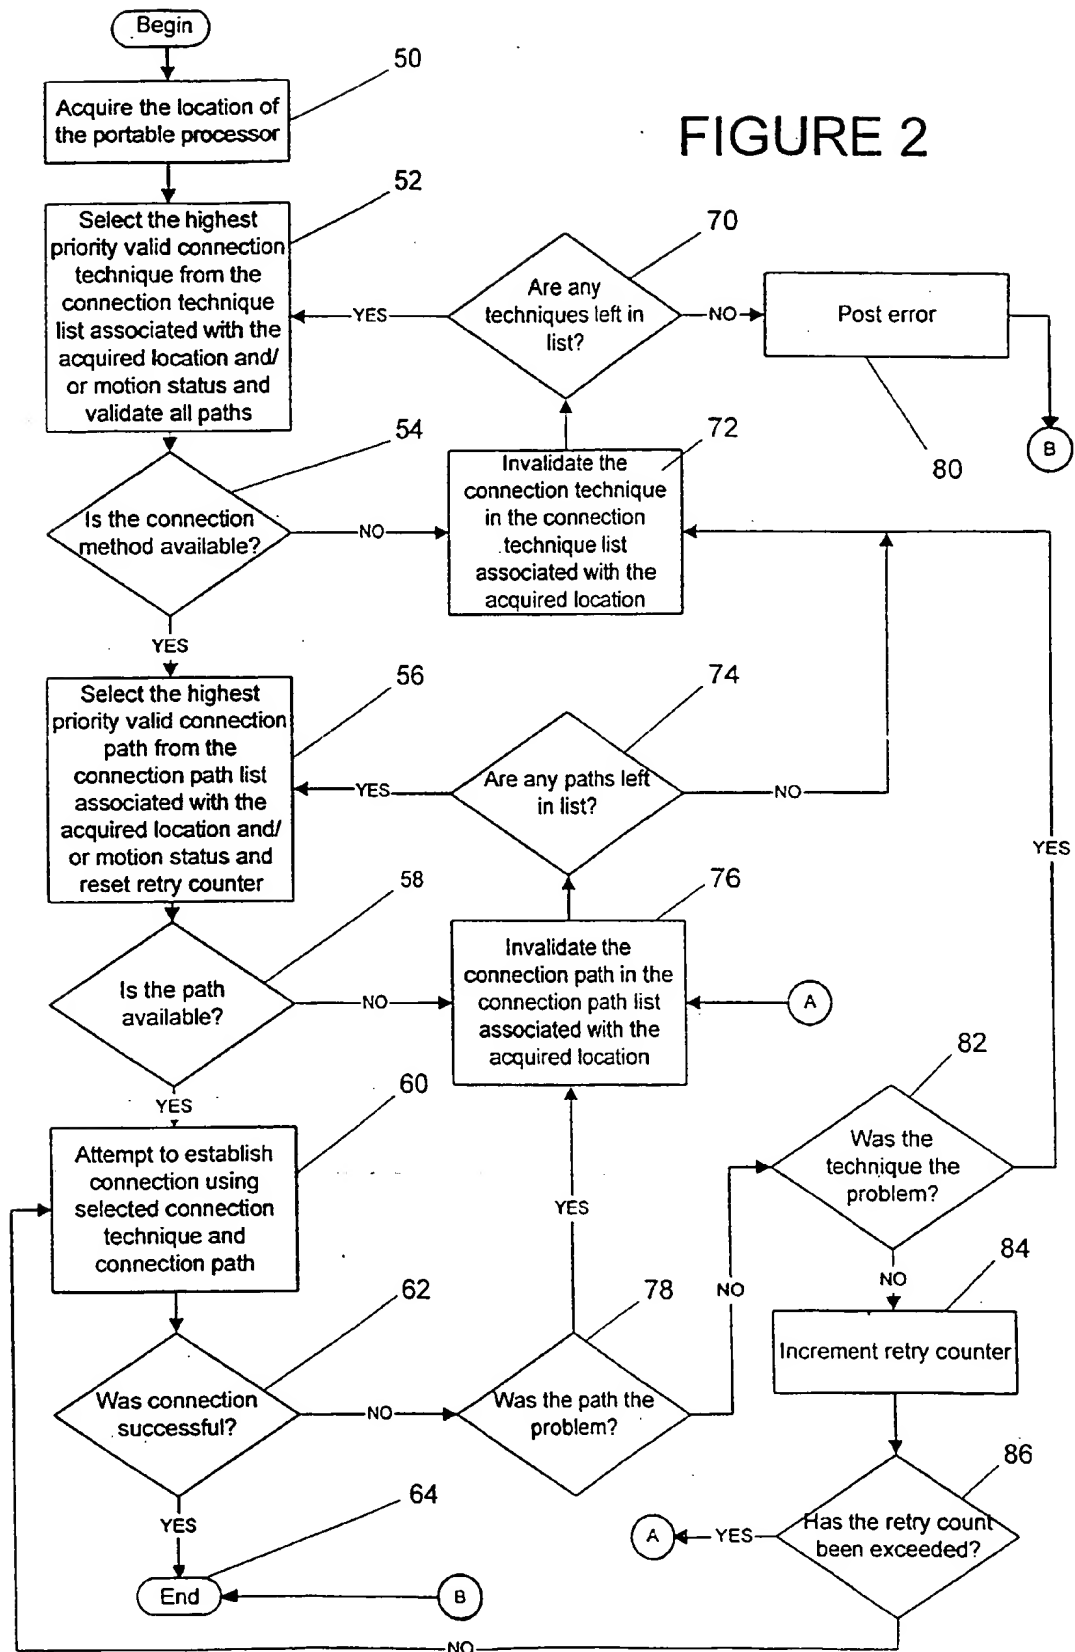 Begin
50
Acquire the location of
the portable processor
FIGURE 2
52
Select the highest
priority valid connection
technique from the
connection technique
list associated with the
acquired location and/
or motion status and
validate all paths
70
Are any
techniques left in
list?
YES
NO
Post error
80
B
54
Is the connection
method available?
NO
YES
72
Invalidate the
connection technique
in the connection
technique list
associated with the
acquired location
56
Select the highest
priority valid connection
path from the
connection path list
associated with the
acquired location and/
or motion status and
reset retry counter
74
Are any paths left
in list?
YES
NO
YES
58
Is the path
available?
NO
YES
76
Invalidate the
connection path in the
connection path list
associated with the
acquired location
A
60
Attempt to establish
connection using
selected connection
technique and
connection path
82
Was the
technique the
problem?
NO
62
Was connection
successful?
NO
YES
78
Was the path the
problem?
YES
NO
84
Increment retry counter
86
Has the retry count
been exceeded?
YES
A
64
End
B
NO